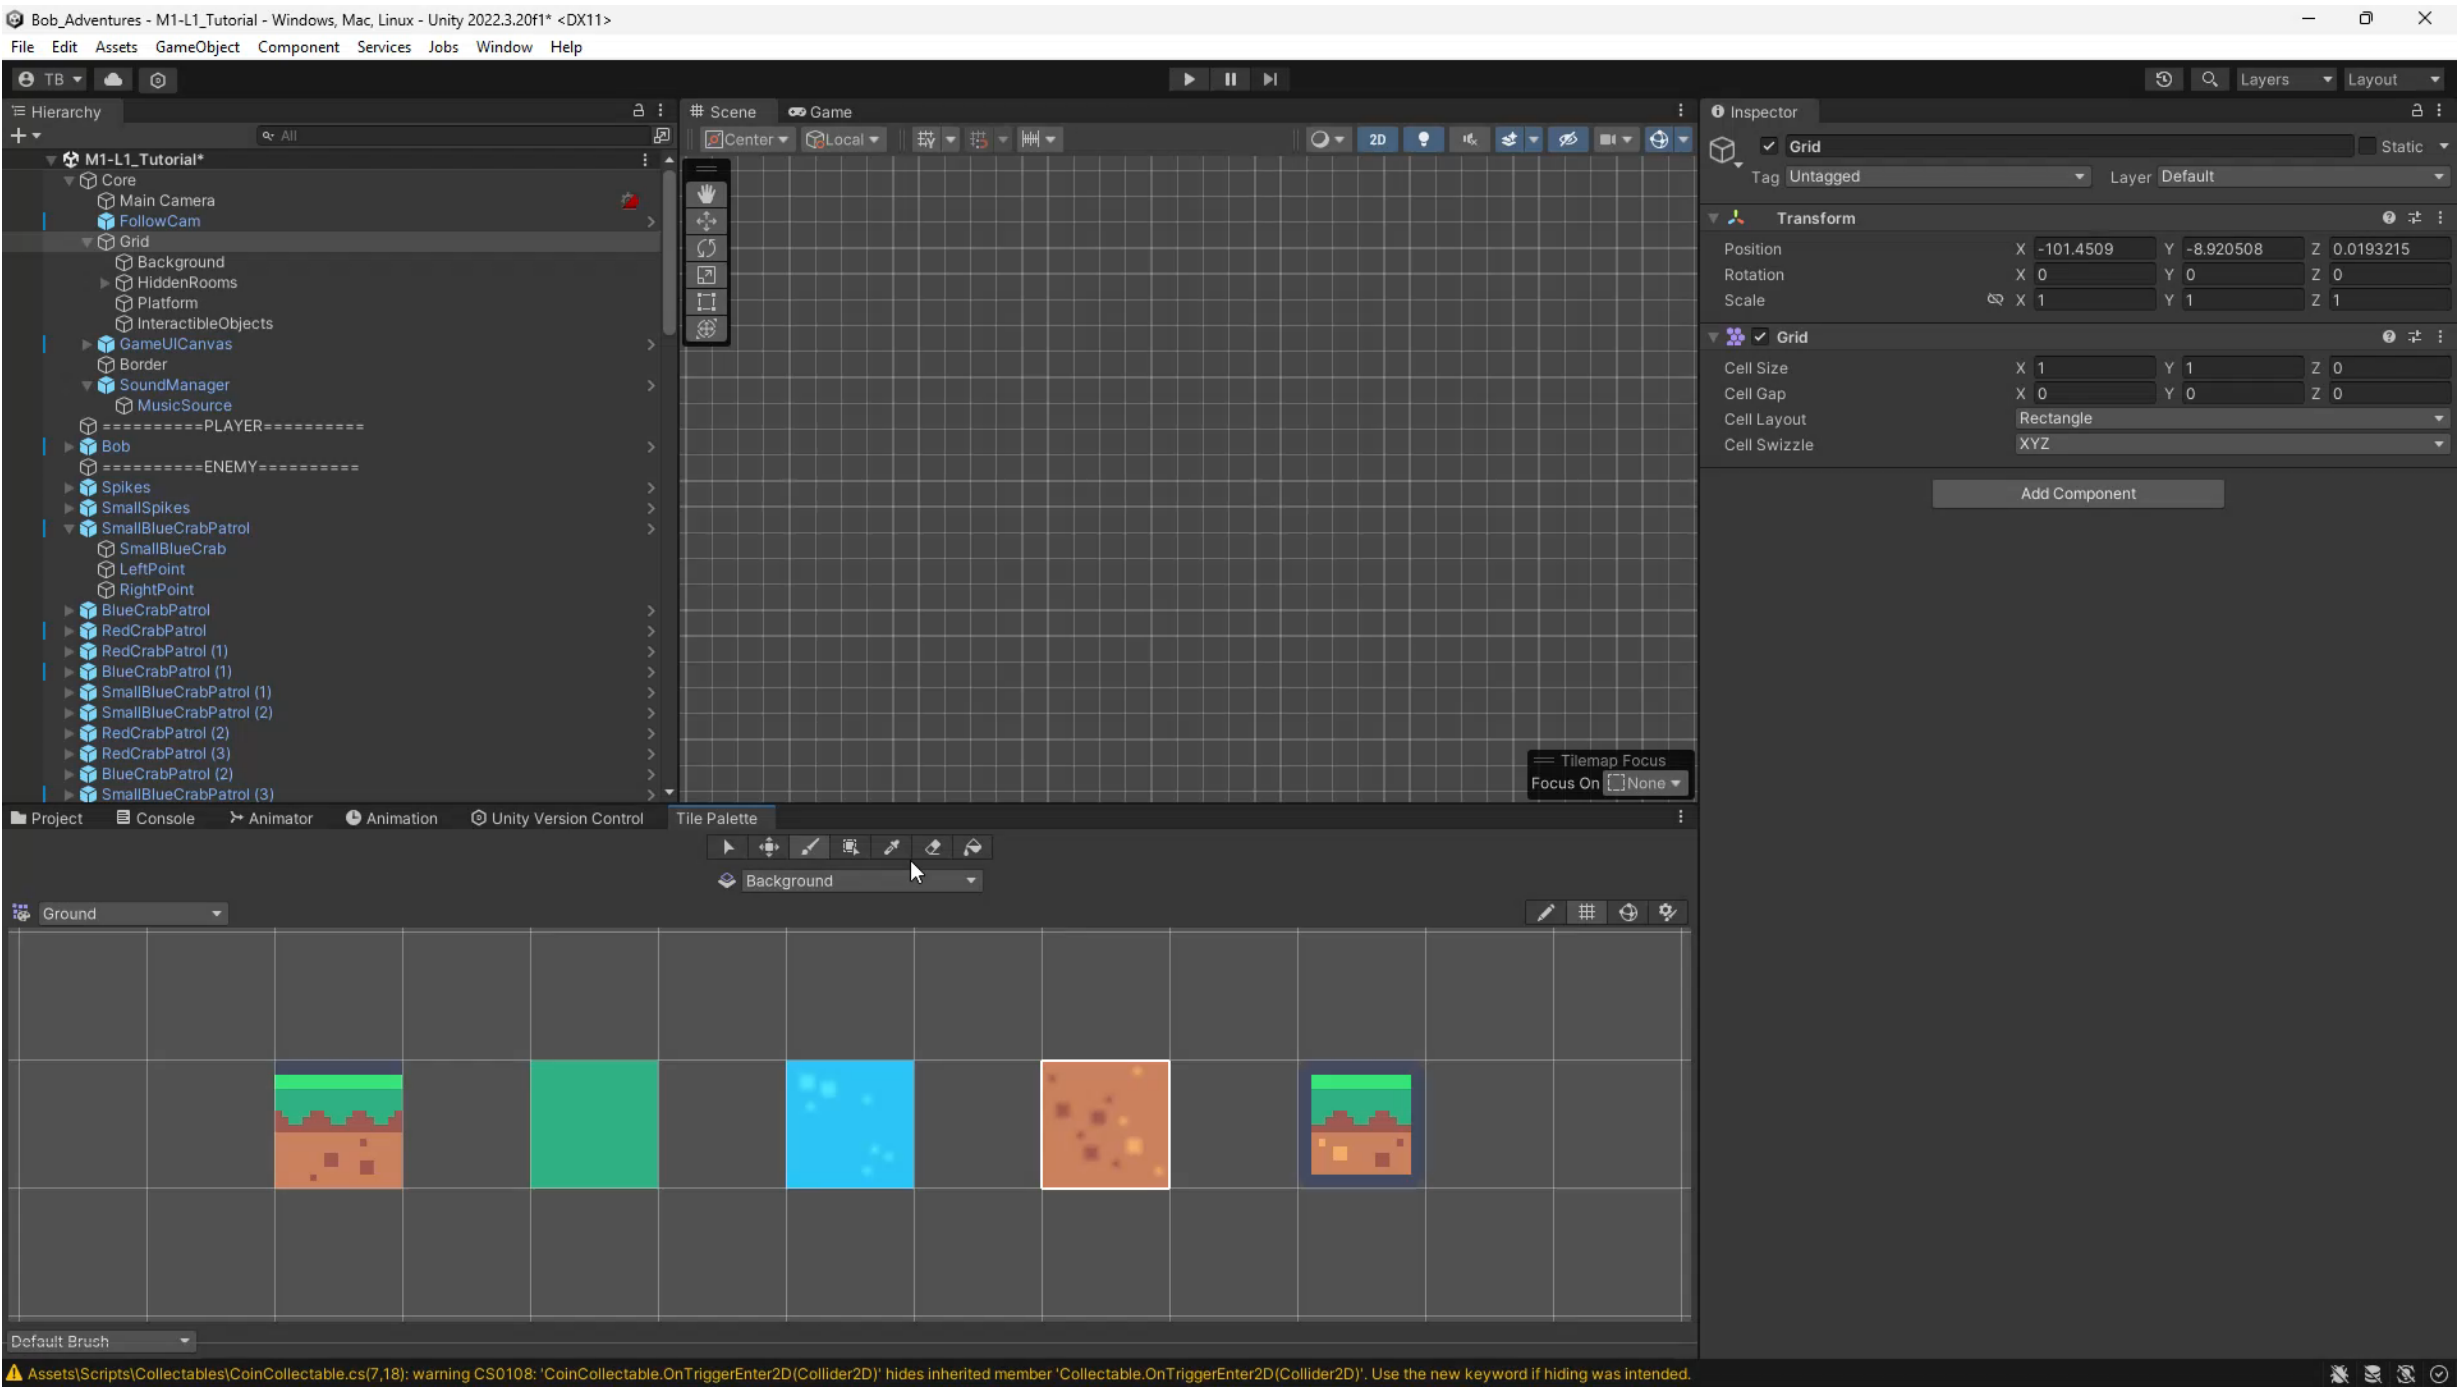 Bob_Adventures - M1-L1_Tutorial - Windows, Mac, Linux - Unity 2022.3.20f1* <DX11>
File Edit Assets GameObject Component Services Jobs Window Help
TB
Layers
Layout
Hierarchy
All
M1-L1_Tutorial*
Core
Main Camera
FollowCam
Grid
Background
HiddenRooms
Platform
InteractibleObjects
GameUICanvas
Border
SoundManager
MusicSource
==========PLAYER==========
Bob
==========ENEMY==========
Spikes
SmallSpikes
SmallBlueCrabPatrol
SmallBlueCrab
LeftPoint
RightPoint
BlueCrabPatrol
RedCrabPatrol
RedCrabPatrol (1)
BlueCrabPatrol (1)
SmallBlueCrabPatrol (1)
SmallBlueCrabPatrol (2)
RedCrabPatrol (2)
RedCrabPatrol (3)
BlueCrabPatrol (2)
SmallBlueCrabPatrol (3)
Scene Game
Center Local 2D
Tilemap Focus
Focus On None
Inspector
Grid Static
Tag Untagged Layer Default
Transform
Position X -101.4509 Y -8.920508 Z 0.0193215
Rotation X 0 Y 0 Z 0
Scale X 1 Y 1 Z 1
Grid
Cell Size X 1 Y 1 Z 0
Cell Gap X 0 Y 0 Z 0
Cell Layout Rectangle
Cell Swizzle XYZ
Add Component
Project Console Animator Animation Unity Version Control Tile Palette
Background
Ground
Default Brush
Assets\Scripts\Collectables\CoinCollectable.cs(7,18): warning CS0108: 'CoinCollectable.OnTriggerEnter2D(Collider2D)' hides inherited member 'Collectable.OnTriggerEnter2D(Collider2D)'. Use the new keyword if hiding was intended.